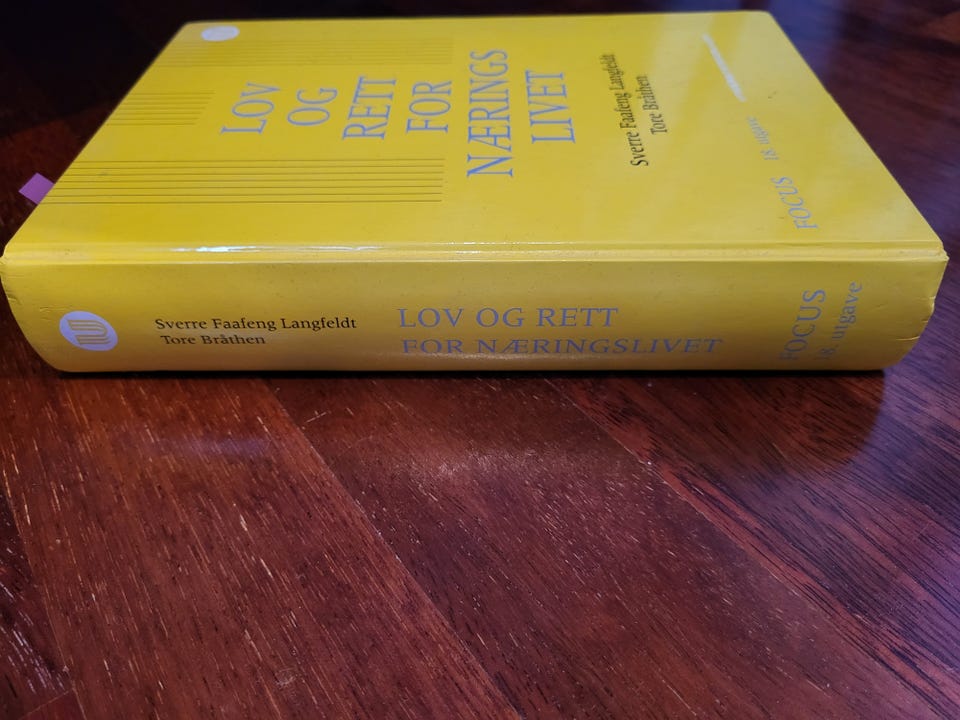 LOV
OG
RETT
FOR
NÆRINGS
LIVET
Sverre Faafeng Langfeldt
Tore Bråthen
FOCUS 18. utgave
Sverre Faafeng Langfeldt
Tore Bråthen
LOV OG RETT
FOR NÆRINGSLIVET
FOCUS
18. utgave